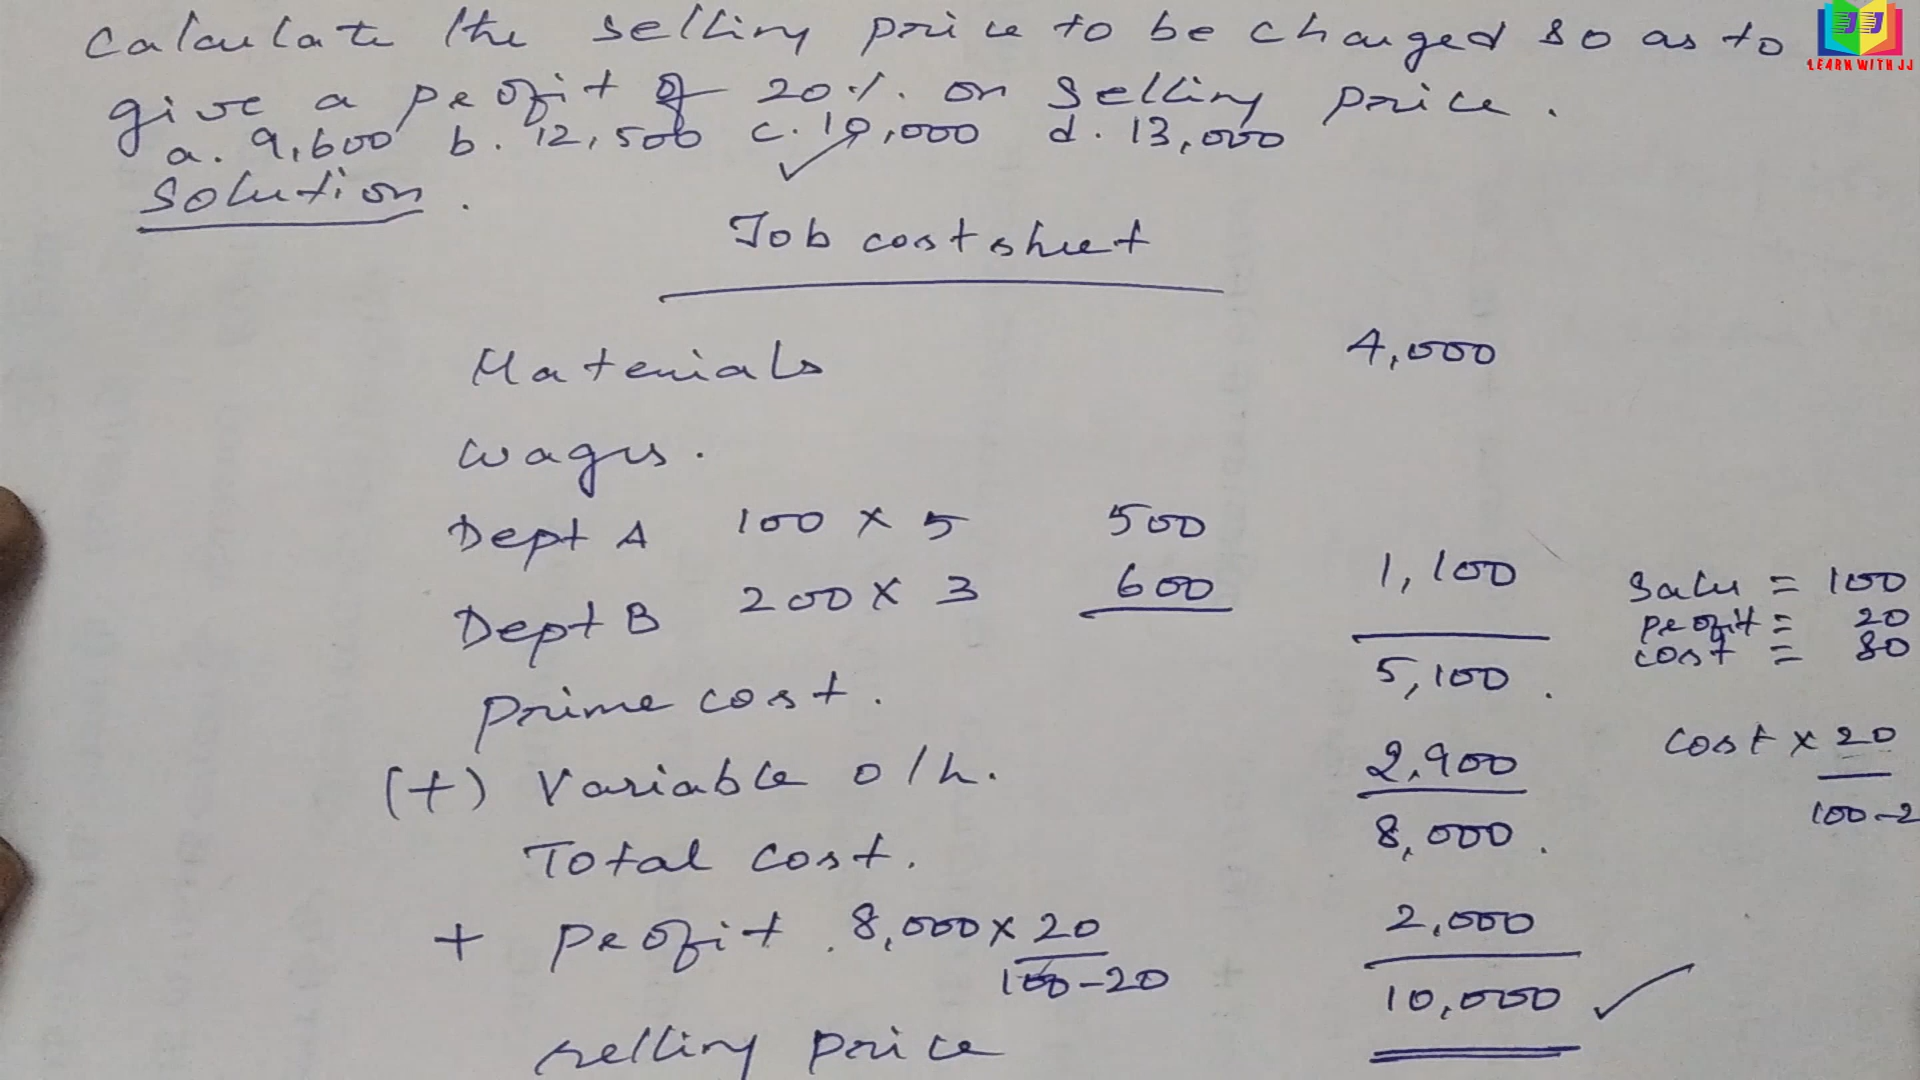 Calculate the selling price to be charged so as to
give a profit of 20%. on selling price.
a. 9,600 b. 12,500 c. 10,000 d. 13,000
LEARN WITH JJ
Solution.
Job cost sheet
Materials 4,000
wages.
Dept A 100 x 5 500
Dept B 200 x 3 600 1,100
Sales = 100
profit = 20
cost = 80
prime cost. 5,100.
(+) Variable o/h. 2,900
cost x 20
100-2
Total cost. 8,000.
+ profit. 8,000 x 20 2,000
100-20
selling price 10,000